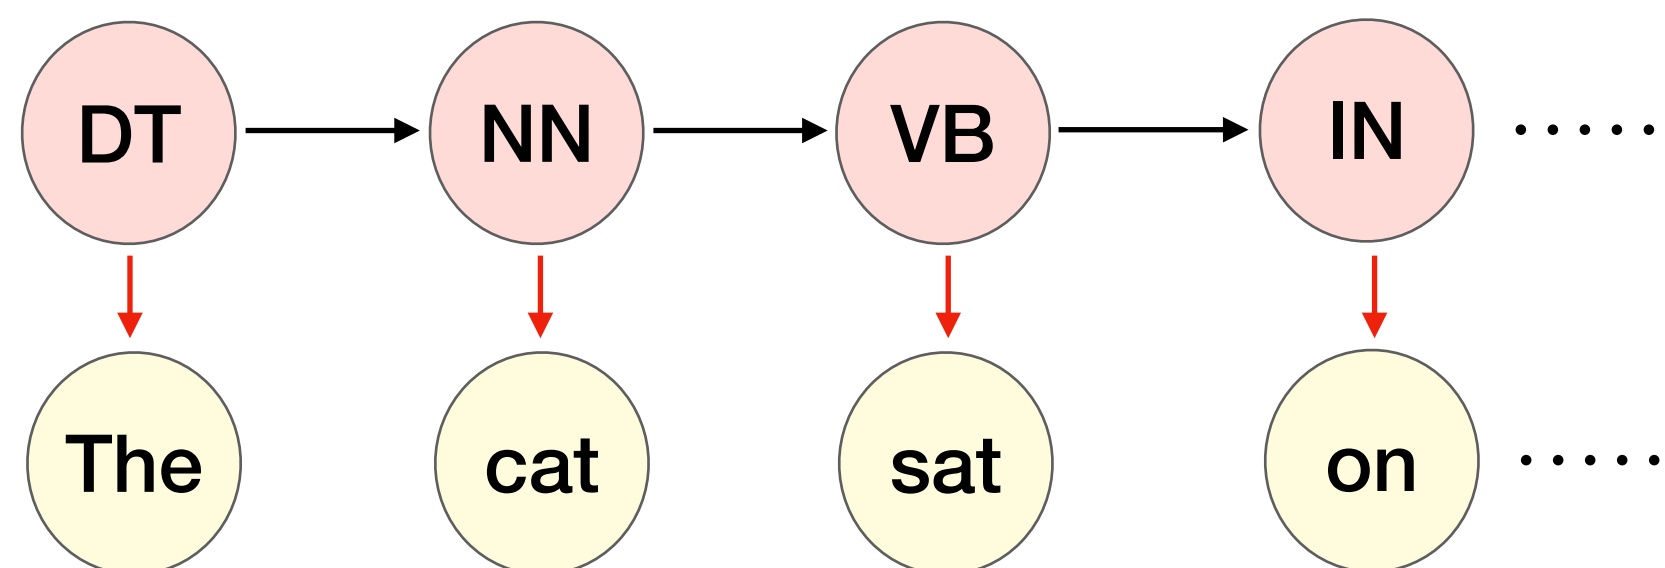 DT NN VB IN .....
The cat sat on .....